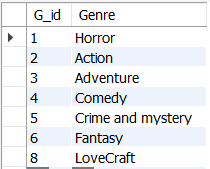 G_id Genre
1 Horror
2 Action
3 Adventure
4 Comedy
5 Crime and mystery
6 Fantasy
8 LoveCraft